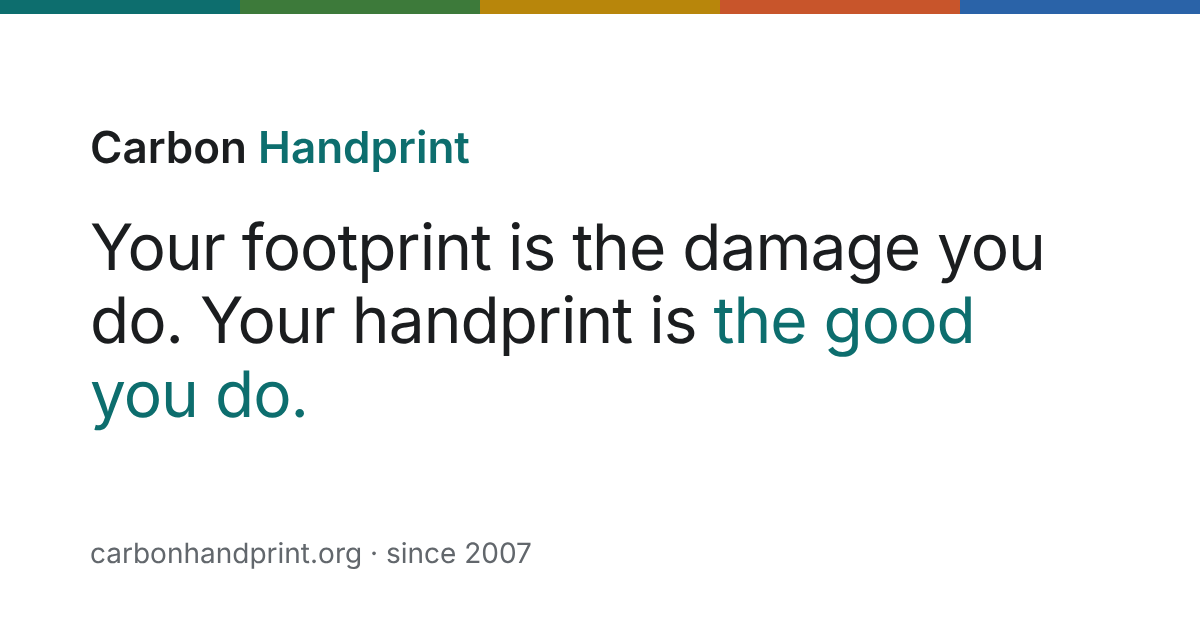 Carbon Handprint
Your footprint is the damage you
do. Your handprint is the good
you do.
carbonhandprint.org · since 2007